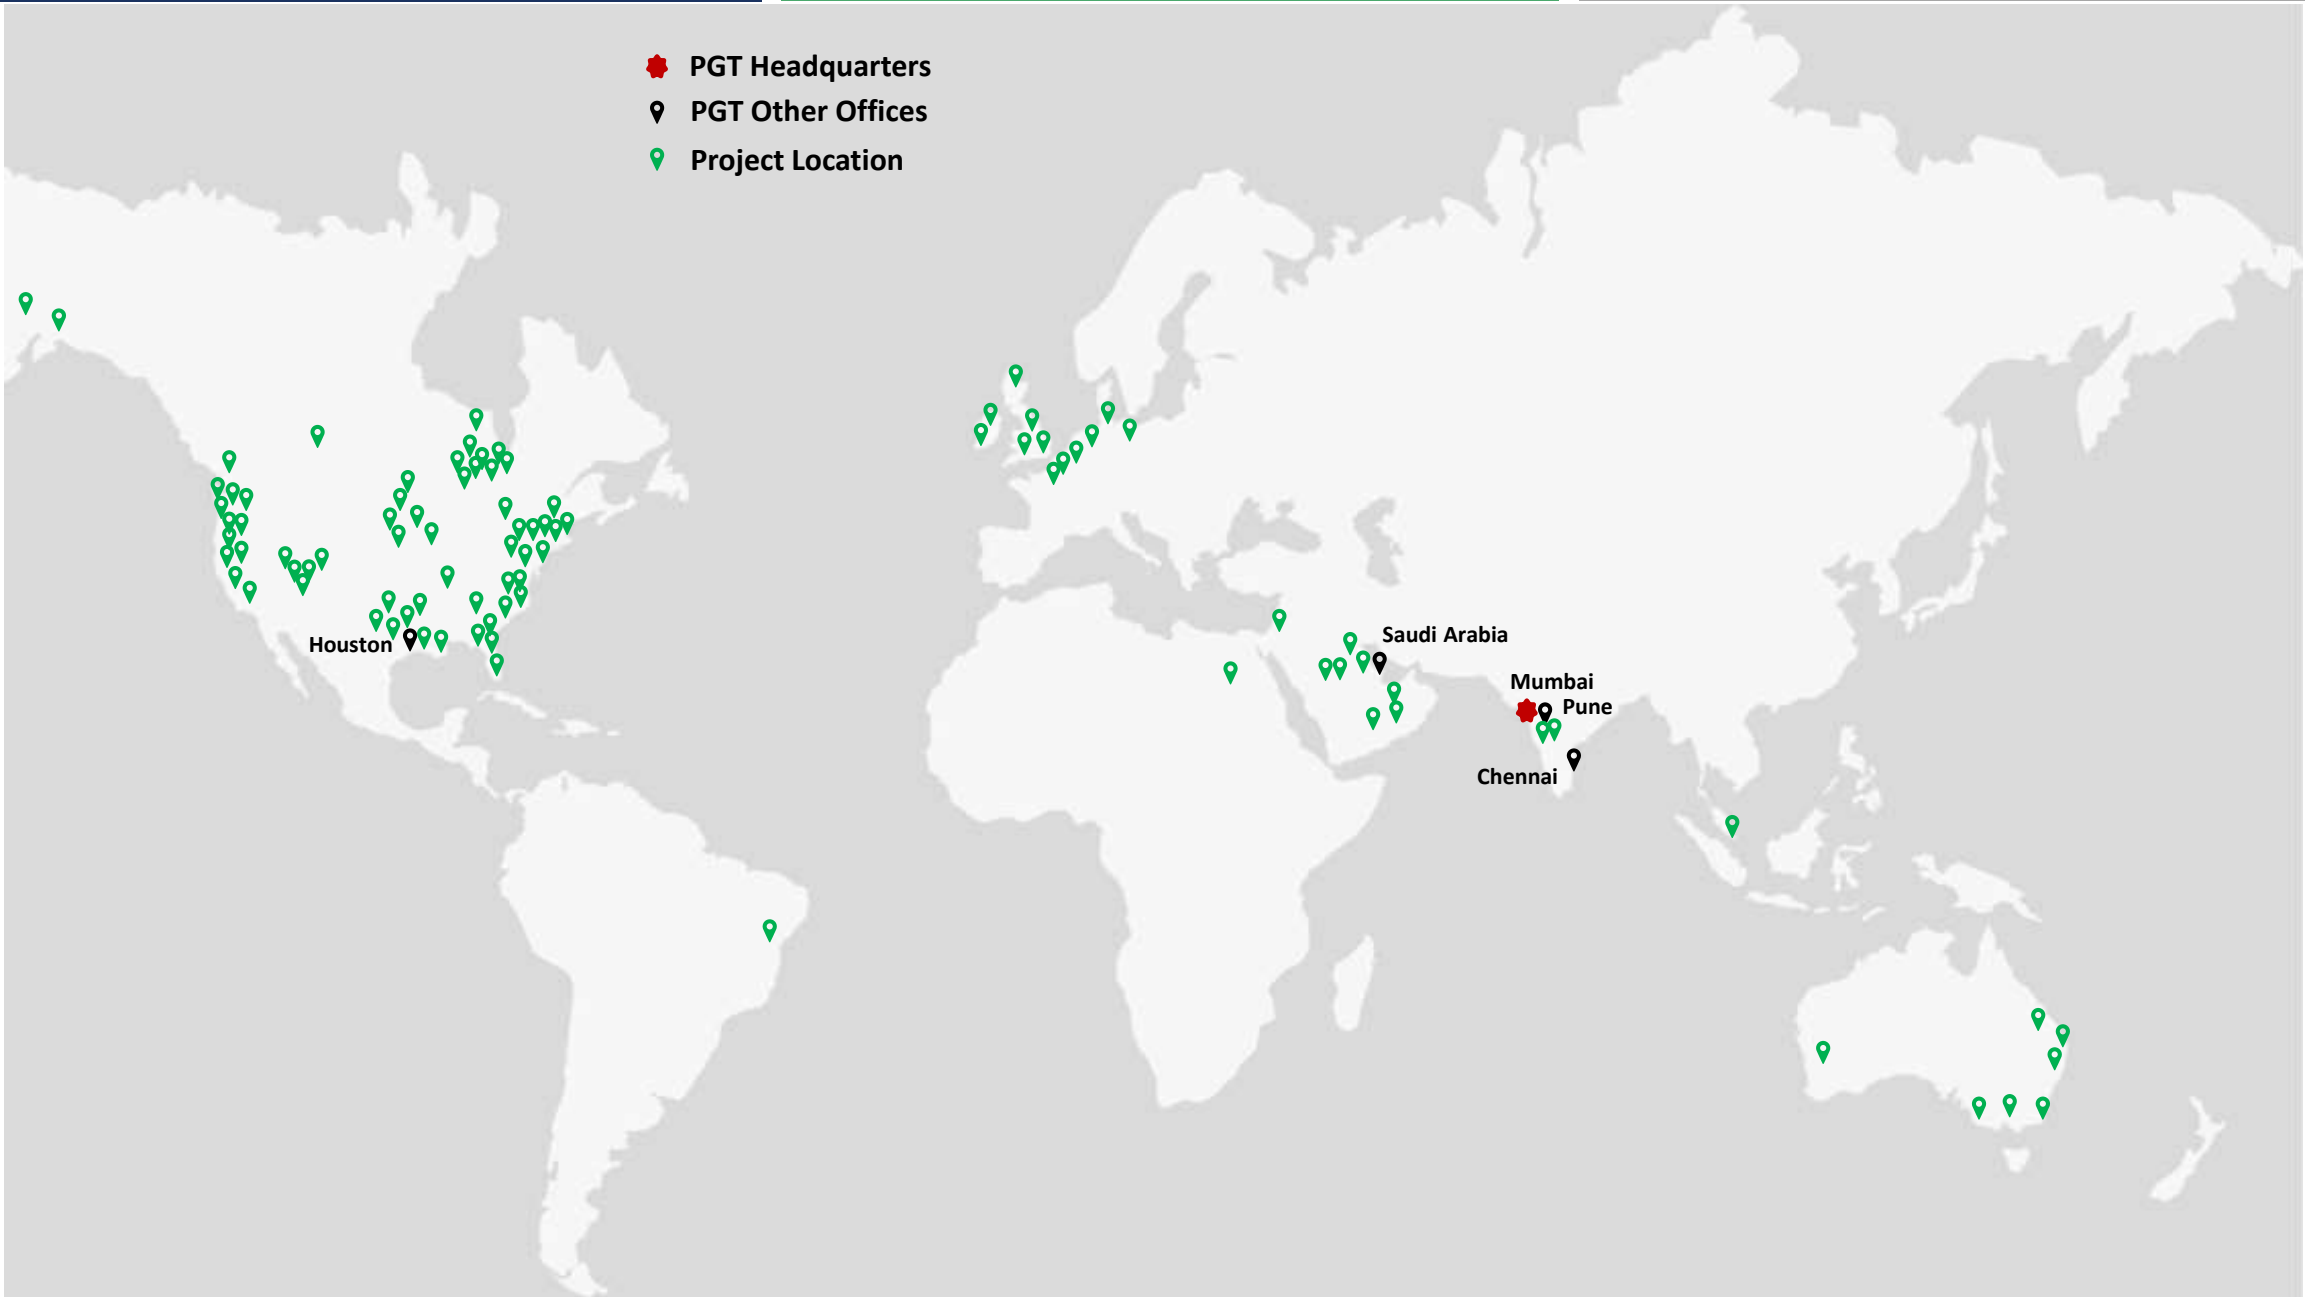 PGT Headquarters
PGT Other Offices
Project Location
Houston
Saudi Arabia
Mumbai
Pune
Chennai